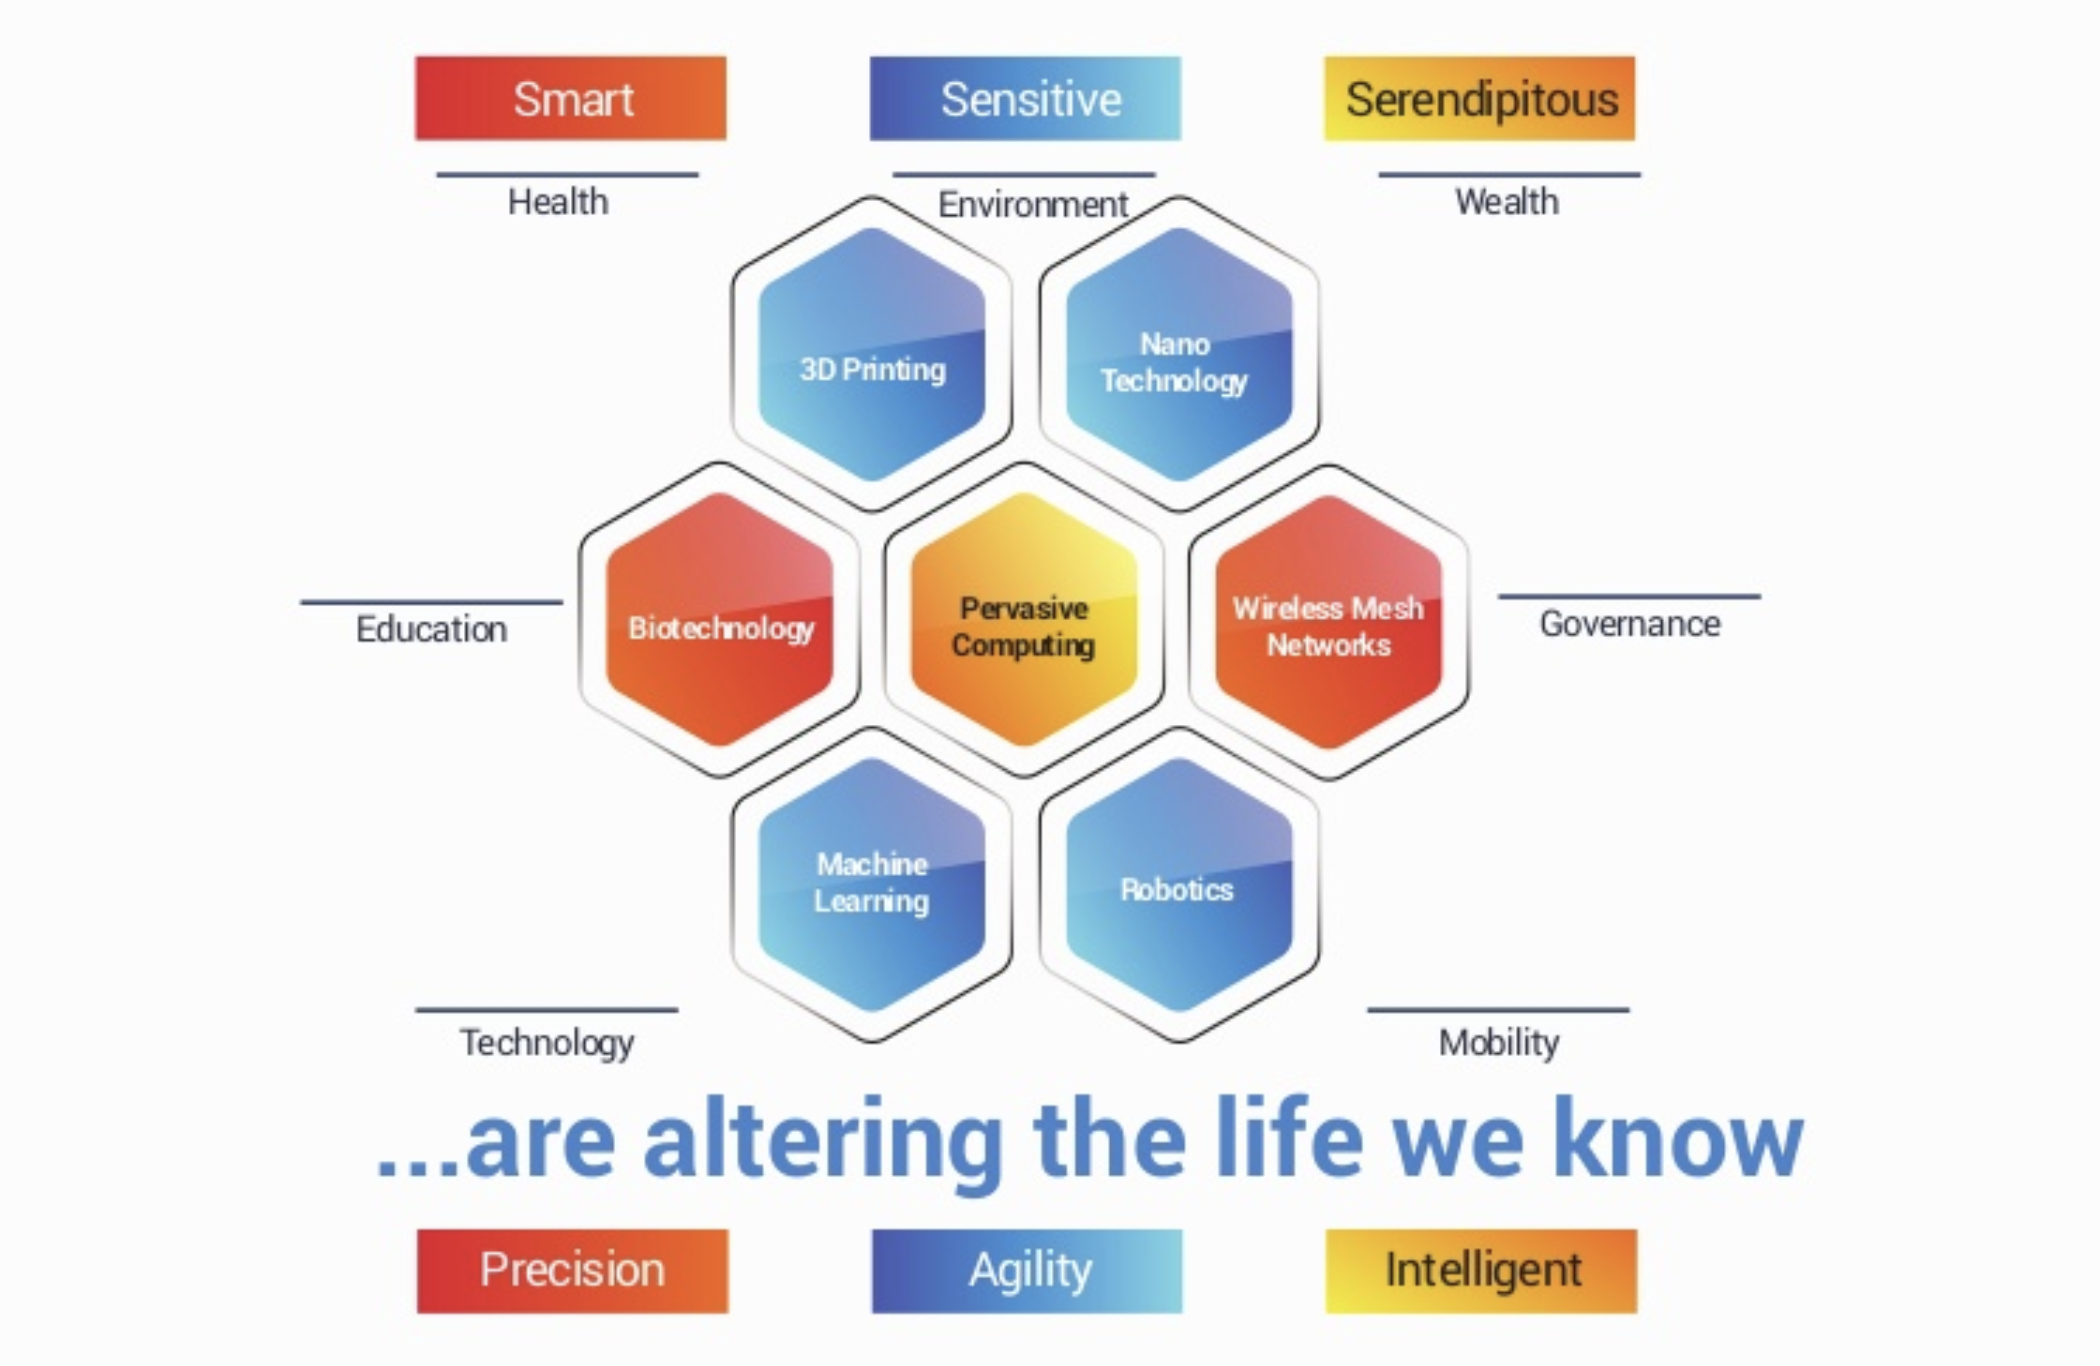 Smart
Sensitive
Serendipitous
Health
Environment
Wealth
3D Printing
Nano
Technology
Education
Biotechnology
Pervasive
Computing
Wireless Mesh
Networks
Governance
Machine
Learning
Robotics
Technology
Mobility
...are altering the life we know
Precision
Agility
Intelligent